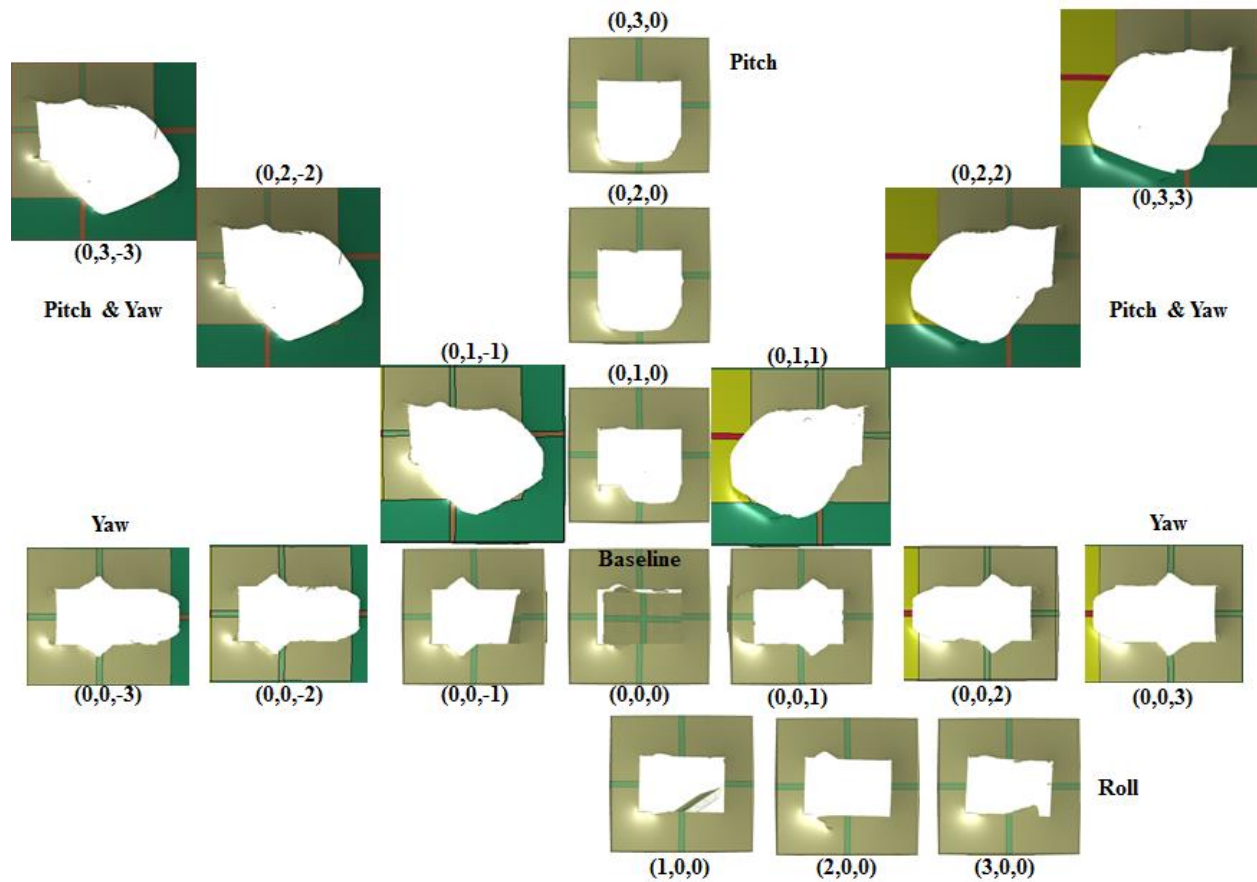 (0,3,0)
Pitch
(0,2,-2)
(0,2,0)
(0,2,2)
(0,3,3)
(0,3,-3)
Pitch & Yaw
Pitch & Yaw
(0,1,-1)
(0,1,0)
(0,1,1)
Yaw
Yaw
Baseline
(0,0,-3)
(0,0,-2)
(0,0,-1)
(0,0,0)
(0,0,1)
(0,0,2)
(0,0,3)
Roll
(1,0,0)
(2,0,0)
(3,0,0)